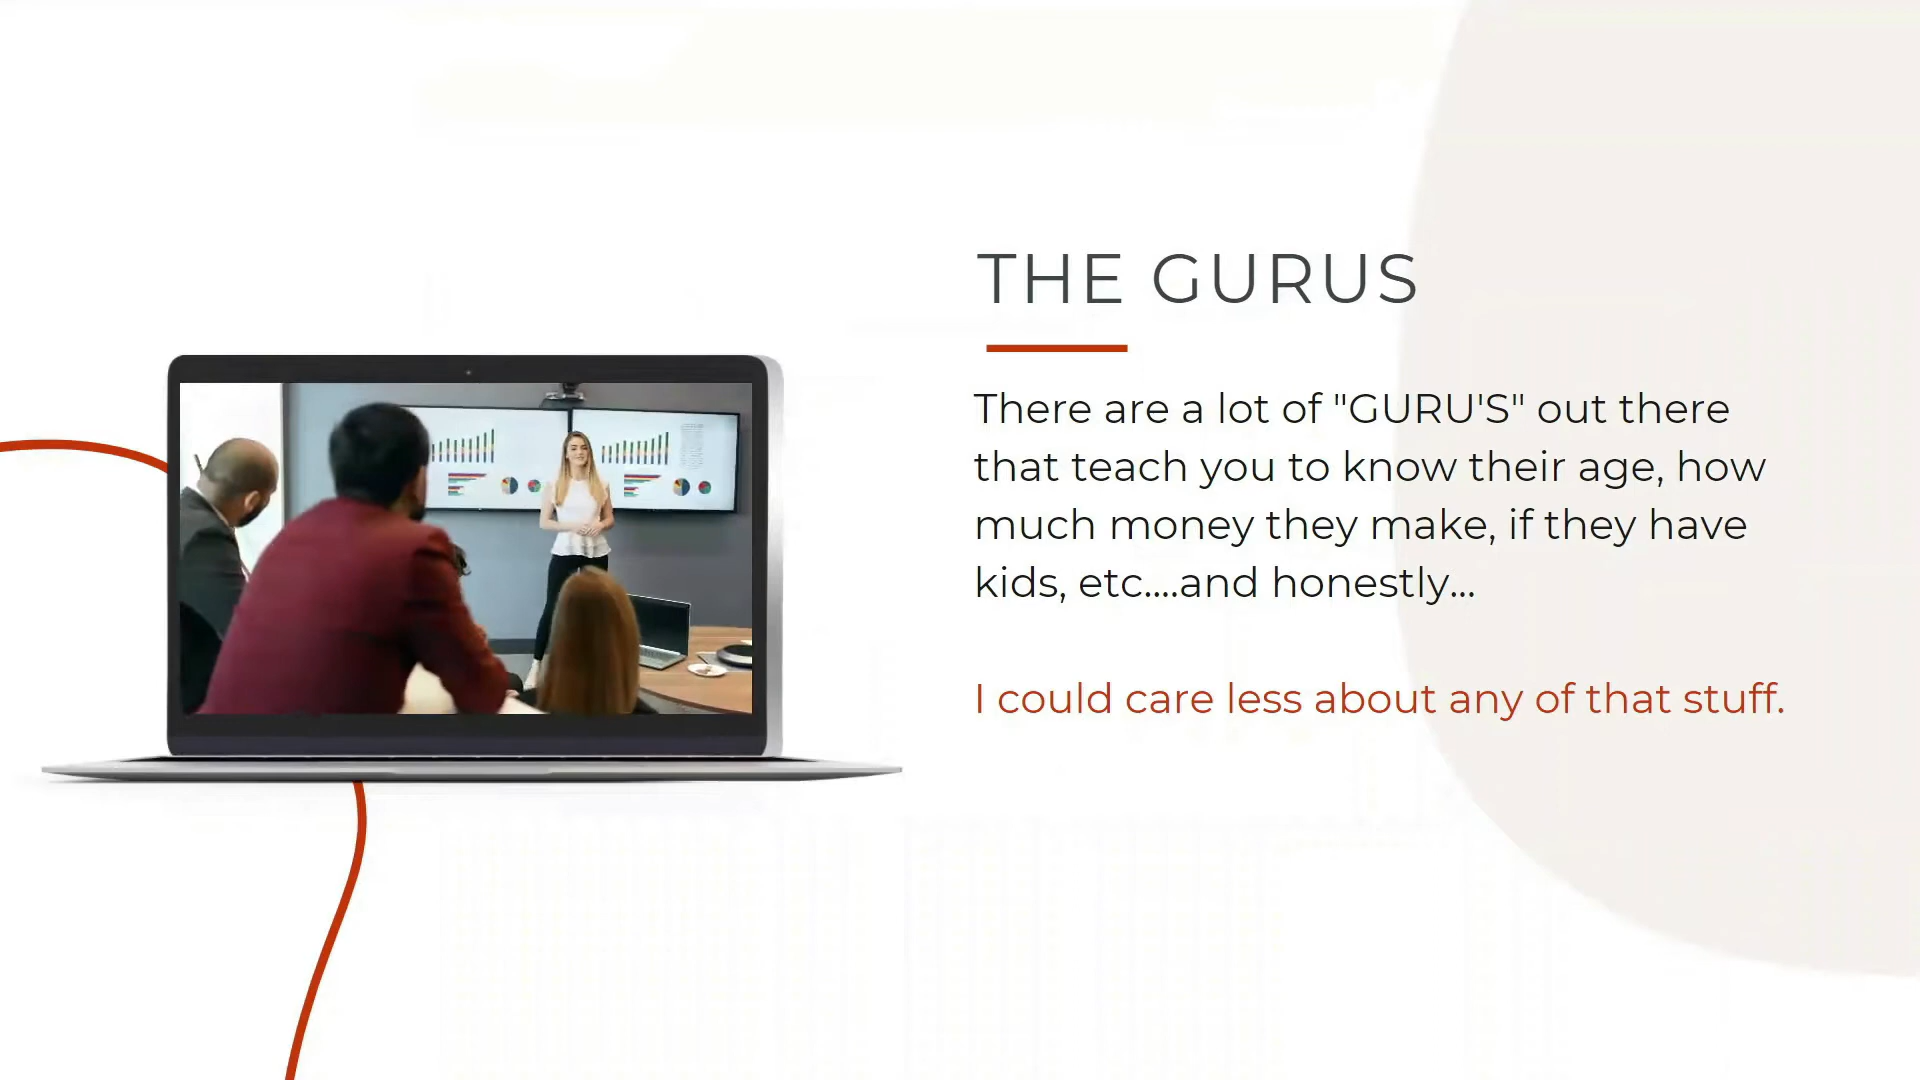 THE GURUS
There are a lot of "GURU'S" out there
that teach you to know their age, how
much money they make, if they have
kids, etc....and honestly...
I could care less about any of that stuff.